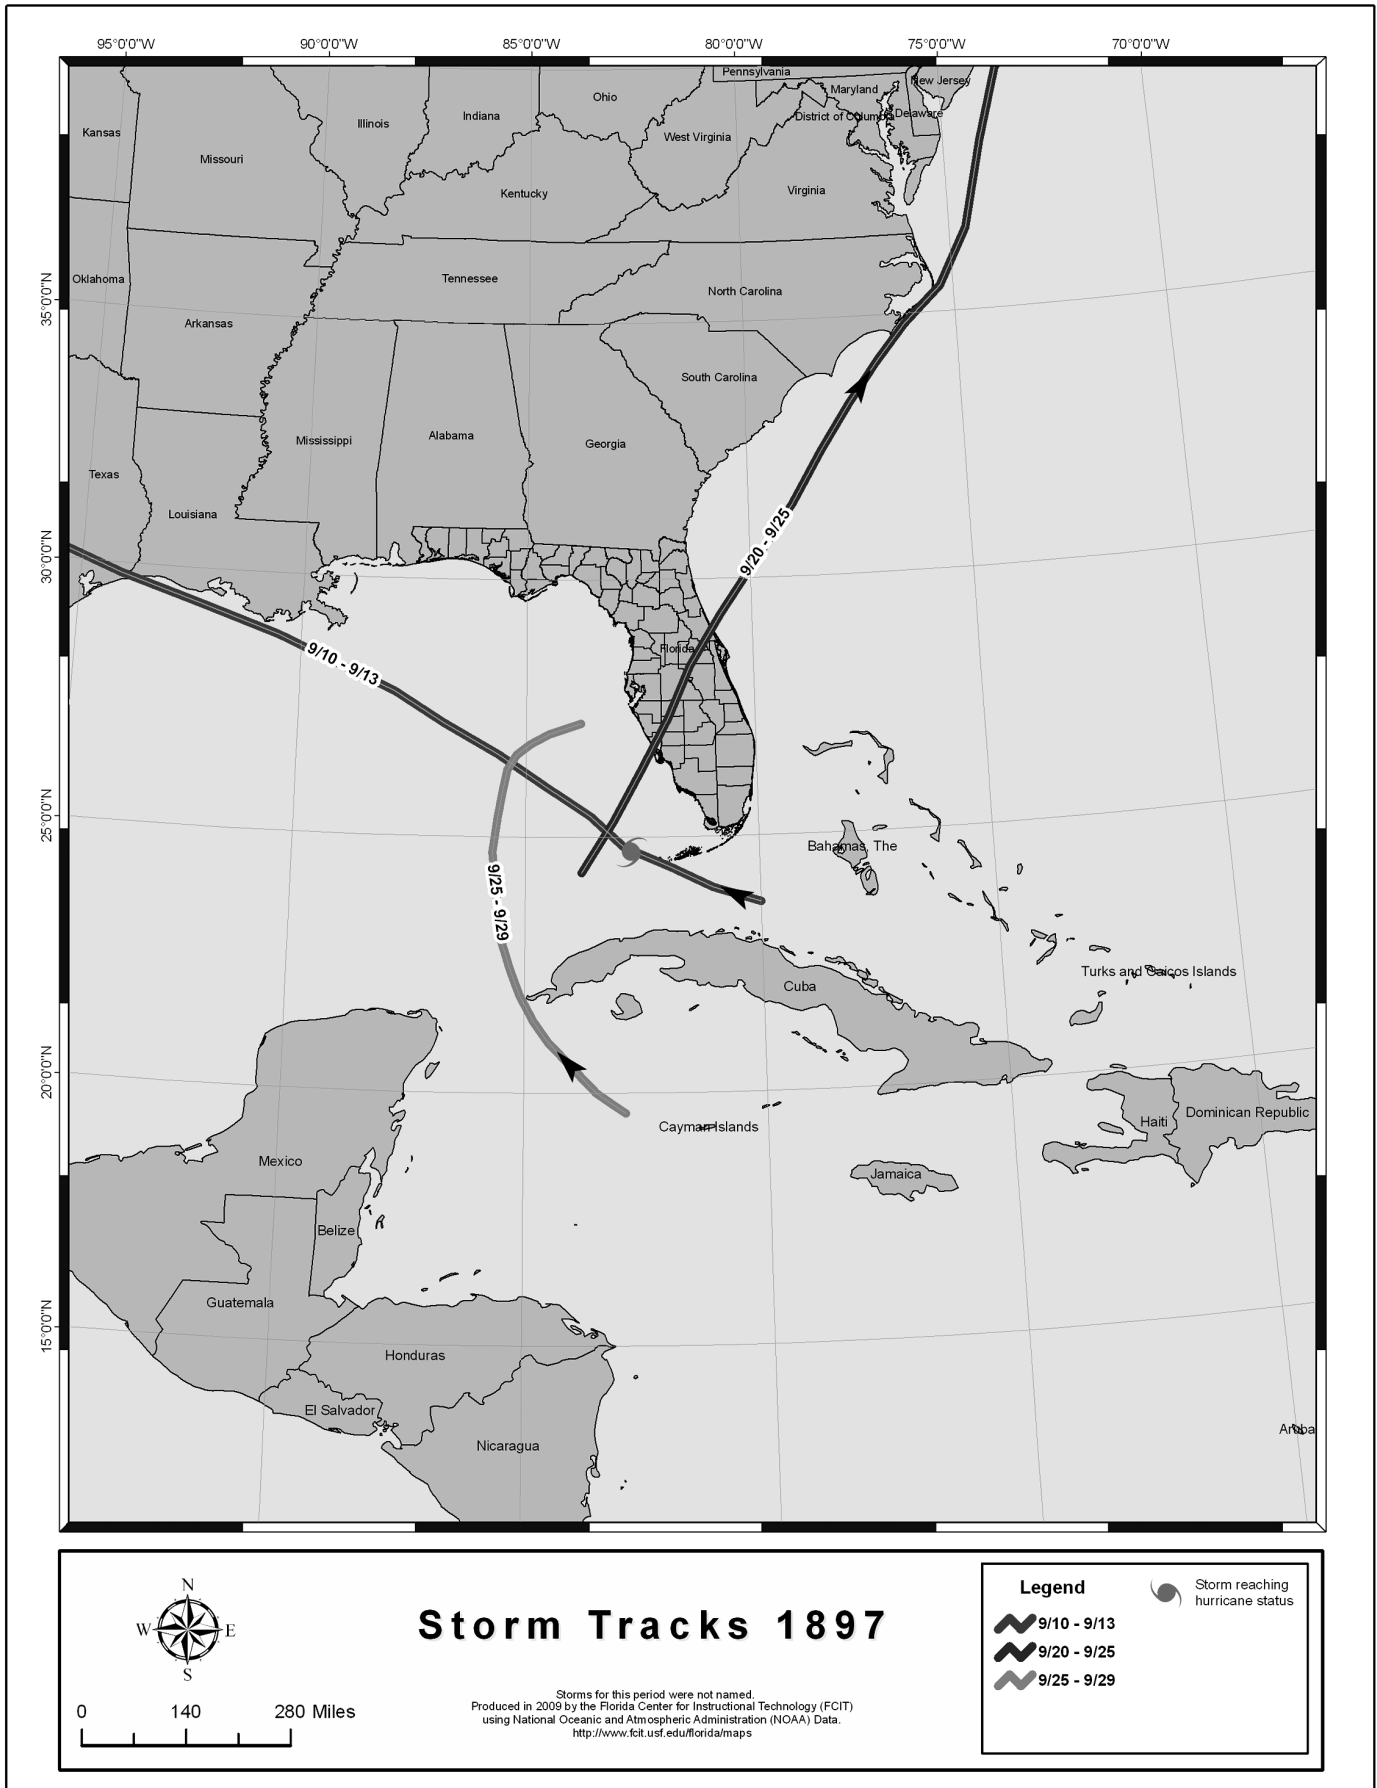 95°0'0"W 90°0'0"W 85°0'0"W 80°0'0"W 75°0'0"W 70°0'0"W
Pennsylvania
New Jersey
Maryland
Ohio
Indiana
Illinois
District of Columbia
Delaware
Kansas
West Virginia
Missouri
Virginia
Kentucky
Tennessee
Oklahoma
35°0'0"N
North Carolina
Arkansas
South Carolina
Alabama
Mississippi
Georgia
Texas
Louisiana
9/20 - 9/25
30°0'0"N
Florida
9/10 - 9/13
25°0'0"N
Bahamas, The
9/25 - 9/29
Turks and Caicos Islands
Cuba
20°0'0"N
Dominican Republic
Haiti
Cayman Islands
Mexico
Jamaica
Belize
Guatemala
15°0'0"N
Honduras
El Salvador
Aruba
Nicaragua
N
W E
S
0 140 280 Miles
Storm Tracks 1897
Storms for this period were not named.
Produced in 2009 by the Florida Center for Instructional Technology (FCIT)
using National Oceanic and Atmospheric Administration (NOAA) Data.
http://www.fcit.usf.edu/florida/maps
Legend
9/10 - 9/13
9/20 - 9/25
9/25 - 9/29
Storm reaching
hurricane status